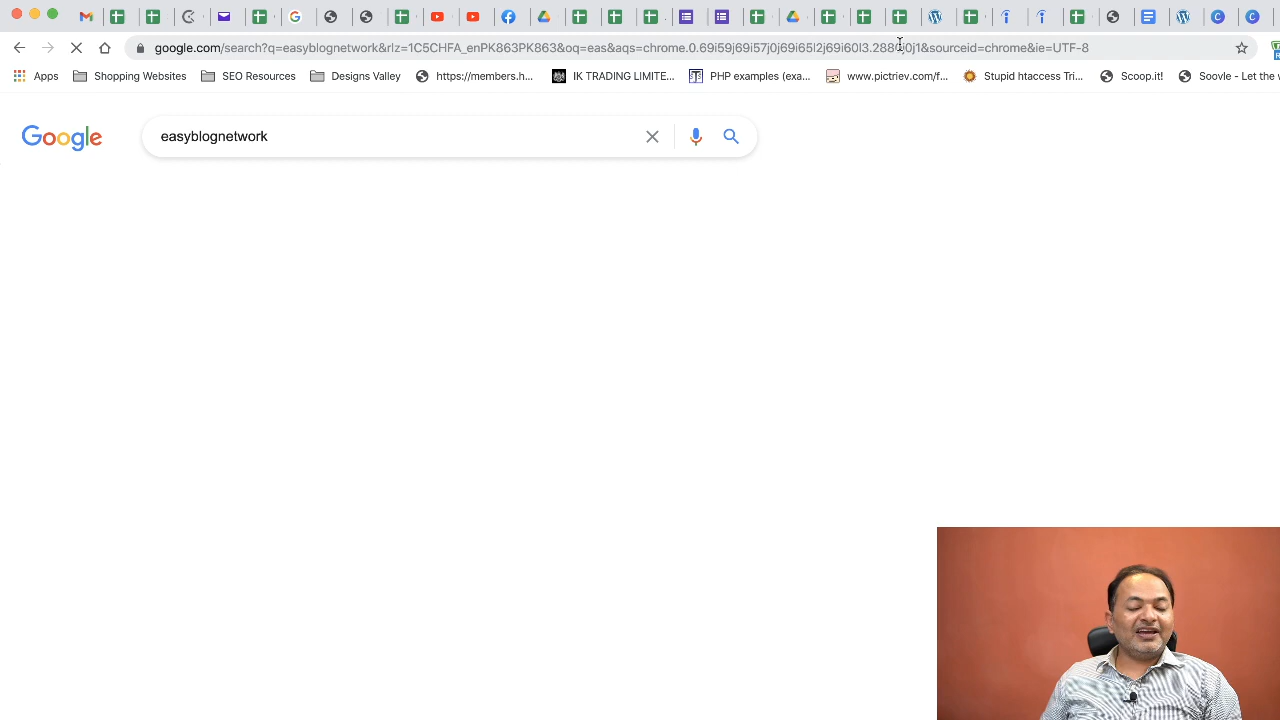 google.com/search?q=easyblognetwork&rlz=1C5CHFA_enPK863PK863&oq=eas&aqs=chrome.0.69i59j69i57j0j69i65l2j69i60l3.2880j0j1&sourceid=chrome&ie=UTF-8
Apps Shopping Websites SEO Resources Designs Valley https://members.h... IK TRADING LIMITE... PHP examples (exa... www.pictriev.com/f... Stupid htaccess Tri... Scoop.it! Soovle - Let the
Google easyblognetwork